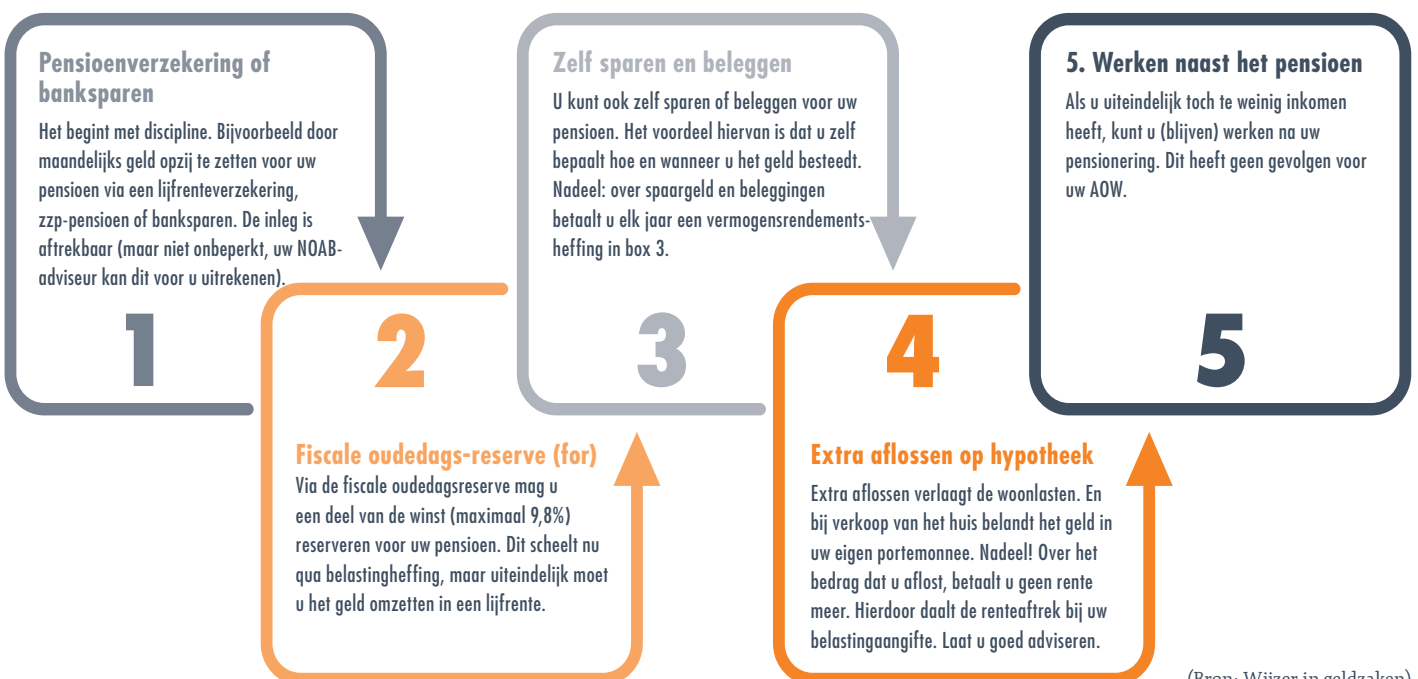 Pensioenverzekering of
banksparen
Het begint met discipline. Bijvoorbeeld door
maandelijks geld opzij te zetten voor uw
pensioen via een lijfrenteverzekering,
zzp-pensioen of banksparen. De inleg is
aftrekbaar (maar niet onbeperkt, uw NOAB-
adviseur kan dit voor u uitrekenen).
1
2
Fiscale oudedags-reserve (for)
Via de fiscale oudedagsreserve mag u
een deel van de winst (maximaal 9,8%)
reserveren voor uw pensioen. Dit scheelt nu
qua belastingheffing, maar uiteindelijk moet
u het geld omzetten in een lijfrente.
Zelf sparen en beleggen
U kunt ook zelf sparen of beleggen voor uw
pensioen. Het voordeel hiervan is dat u zelf
bepaalt hoe en wanneer u het geld besteedt.
Nadeel: over spaargeld en beleggingen
betaalt u elk jaar een vermogensrendements-
heffing in box 3.
3
4
Extra aflossen op hypotheek
Extra aflossen verlaagt de woonlasten. En
bij verkoop van het huis belandt het geld in
uw eigen portemonnee. Nadeel! Over het
bedrag dat u aflost, betaalt u geen rente
meer. Hierdoor daalt de renteaftrek bij uw
belastingaangifte. Laat u goed adviseren.
5. Werken naast het pensioen
Als u uiteindelijk toch te weinig inkomen
heeft, kunt u (blijven) werken na uw
pensionering. Dit heeft geen gevolgen voor
uw AOW.
5
(Bron: Wijzer in geldzaken)